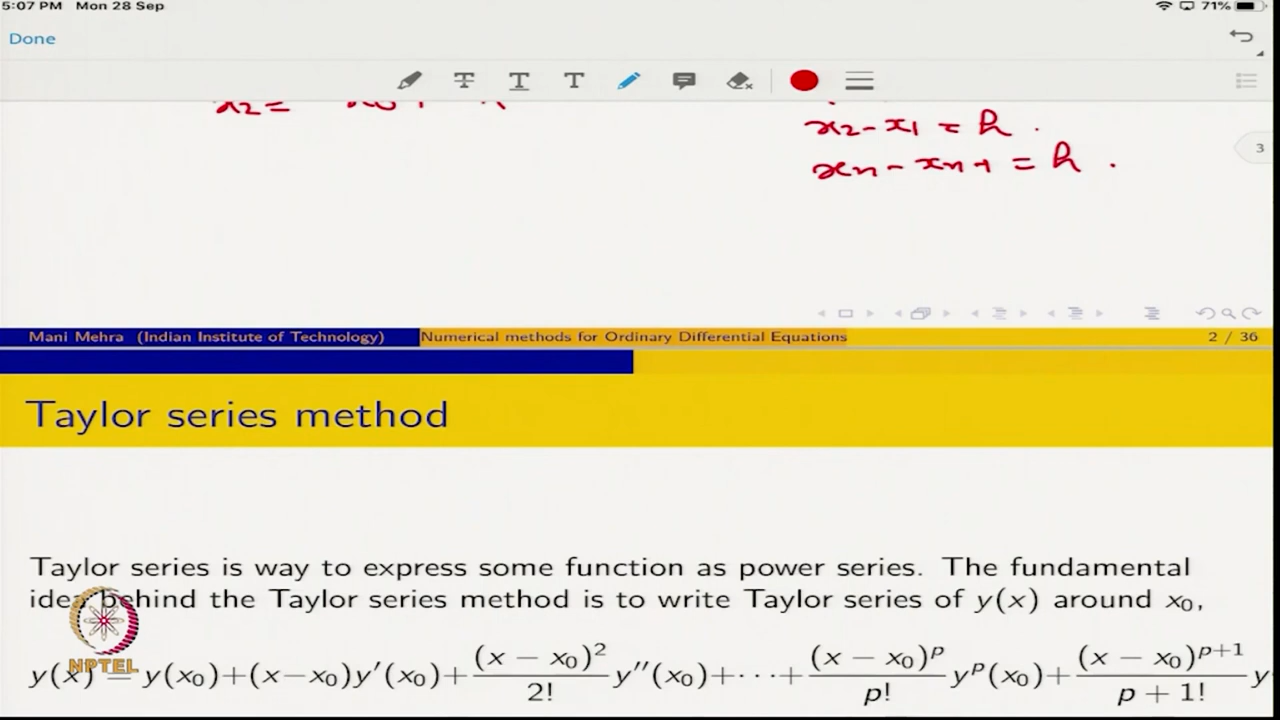 5:07 PM Mon 28 Sep
71%
Done
T T T
x2 - x1 = h .
3
xn - xn-1 = h .
Mani Mehra (Indian Institute of Technology) Numerical methods for Ordinary Differential Equations 2 / 36
Taylor series method
Taylor series is way to express some function as power series. The fundamental
idea behind the Taylor series method is to write Taylor series of y(x) around x₀,
y(x) = y(x₀)+(x−x₀)y′(x₀)+ (x − x₀)²/2! y′′(x₀)+···+ (x − x₀)ᵖ/p! yᵖ(x₀)+ (x − x₀)ᵖ⁺¹/p + 1! y
NPTEL